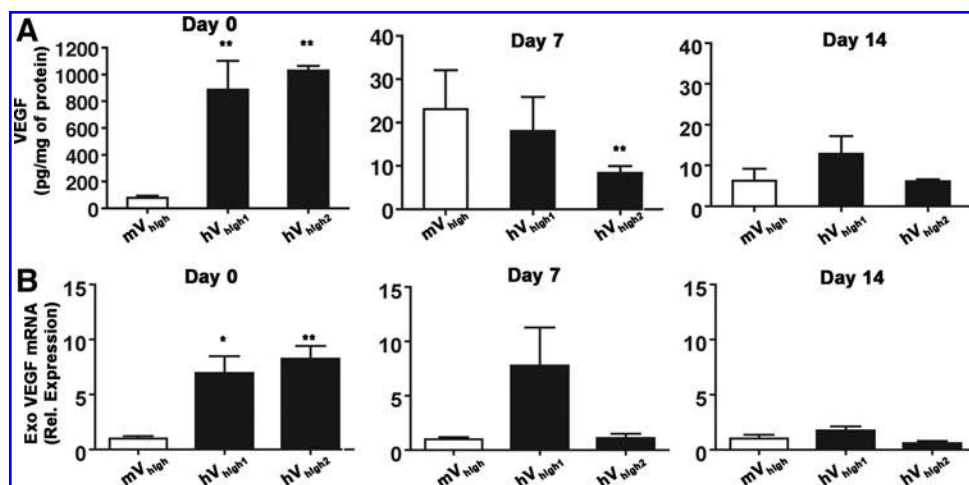 A
Day 0
Day 7
Day 14
VEGF
(pg/mg of protein)
1200
1000
800
600
400
200
0
**
**
mV high
hV high1
hV high2
40
30
20
10
0
**
mV high
hV high1
hV high2
40
30
20
10
0
mV high
hV high1
hV high2
B
Day 0
Day 7
Day 14
Exo VEGF mRNA
(Rel. Expression)
15
10
5
0
*
**
mV high
hV high1
hV high2
15
10
5
0
mV high
hV high1
hV high2
15
10
5
0
mV high
hV high1
hV high2